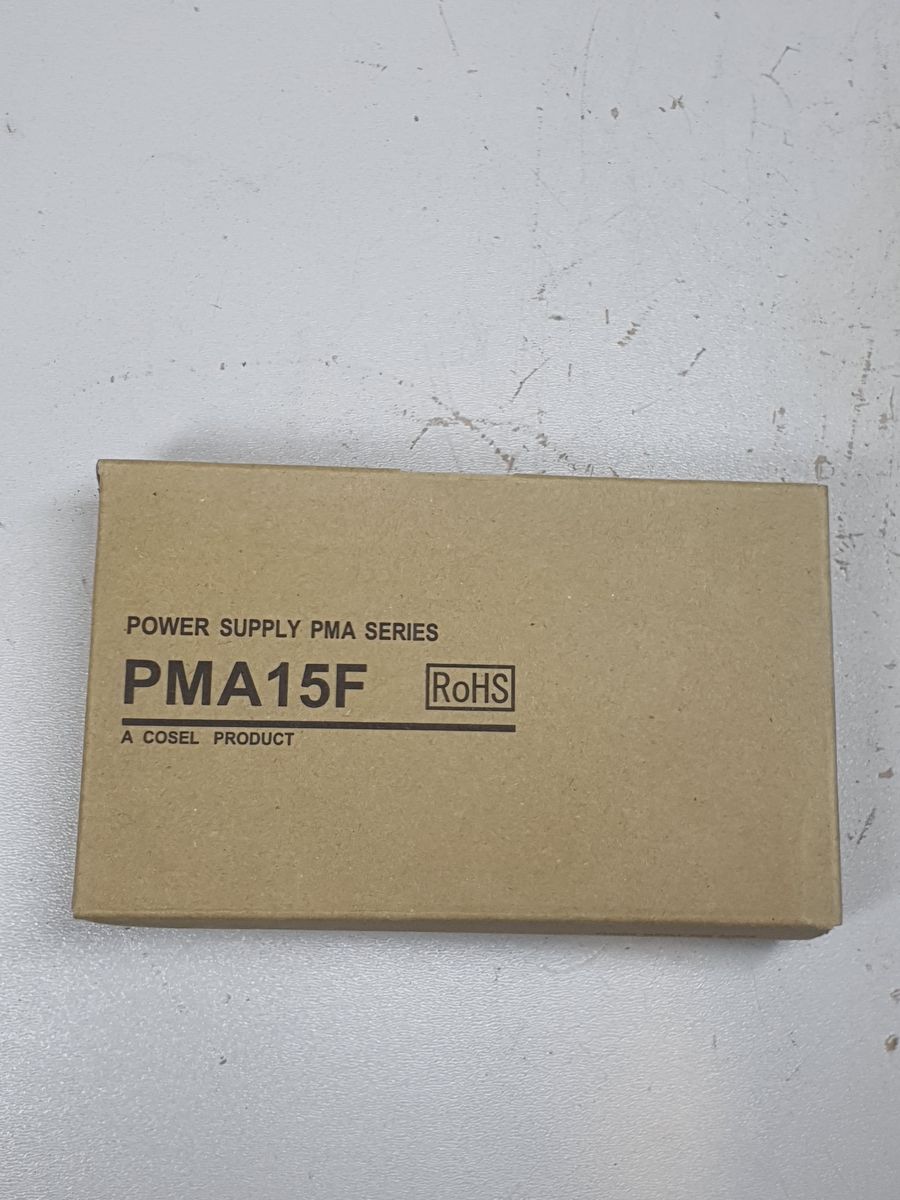 POWER SUPPLY PMA SERIES
PMA15F RoHS
A COSEL PRODUCT